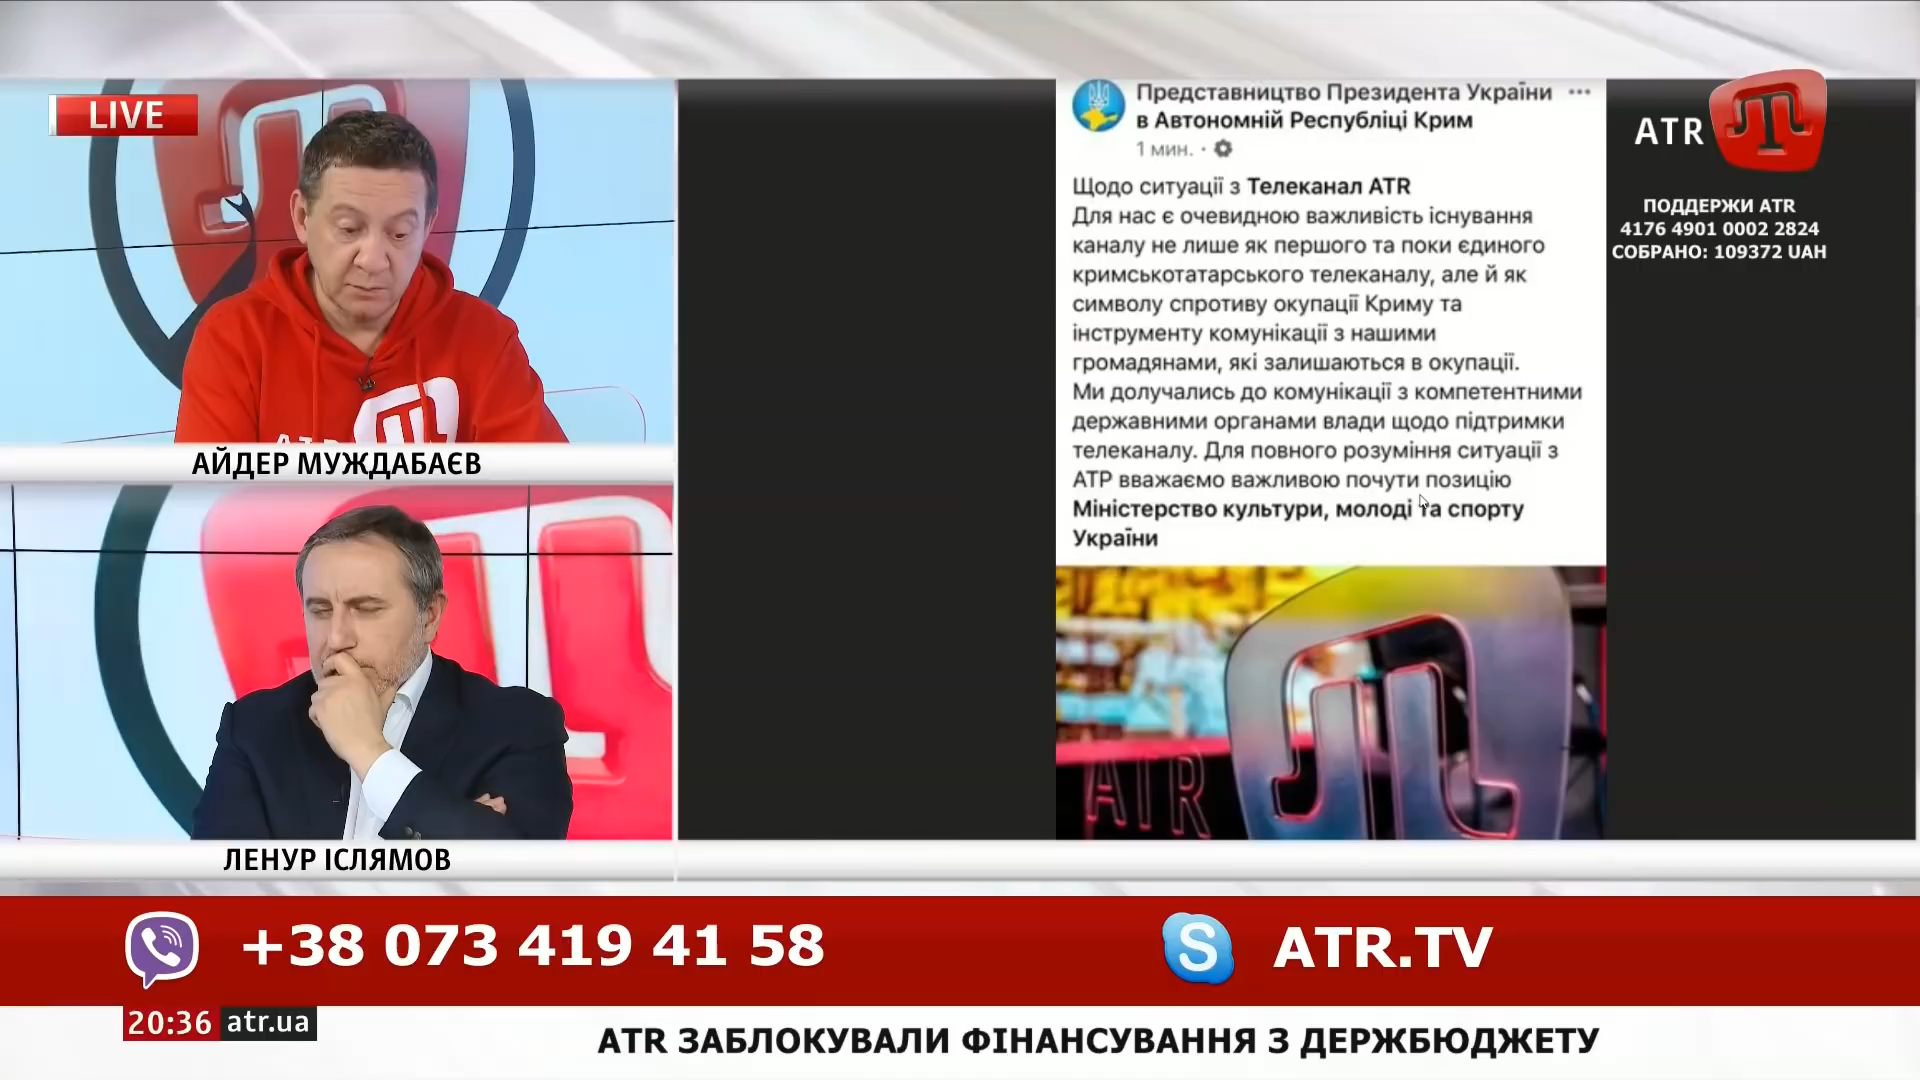 LIVE
АЙДЕР МУЖДАБАЄВ
ЛЕНУР ІСЛЯМОВ
Представництво Президента України
в Автономній Республіці Крим
1 мин. ·
Щодо ситуації з Телеканал ATR
Для нас є очевидною важливість існування
каналу не лише як першого та поки єдиного
кримськотатарського телеканалу, але й як
символу спротиву окупації Криму та
інструменту комунікації з нашими
громадянами, які залишаються в окупації.
Ми долучались до комунікації з компетентними
державними органами влади щодо підтримки
телеканалу. Для повного розуміння ситуації з
АТР вважаємо важливою почути позицію
Міністерство культури, молоді та спорту
України
ATR
ATR
ПОДДЕРЖИ ATR
4176 4901 0002 2824
СОБРАНО: 109372 UAH
+38 073 419 41 58
ATR.TV
20:36 atr.ua
ATR ЗАБЛОКУВАЛИ ФІНАНСУВАННЯ З ДЕРЖБЮДЖЕТУ